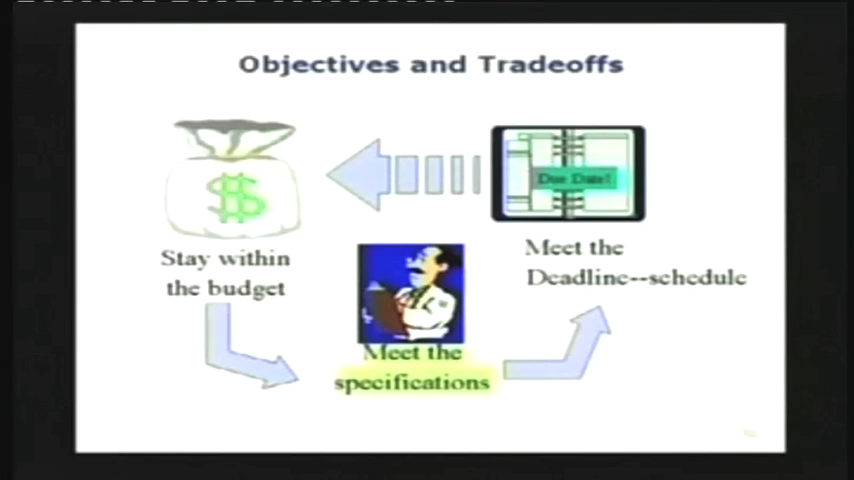 Objectives and Tradeoffs
$
Due Date!
Stay within
the budget
Meet the
Deadline--schedule
Meet the
specifications